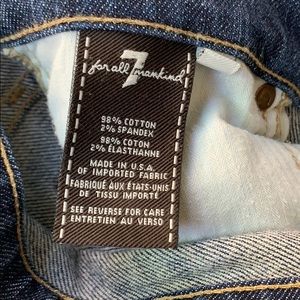 7
for all mankind
98% COTTON
2% SPANDEX
98% COTON
2% ÉLASTHANNE
MADE IN U.S.A.
OF IMPORTED FABRIC
FABRIQUÉ AUX ÉTATS-UNIS
DE TISSU IMPORTÉ
SEE REVERSE FOR CARE /
ENTRETIEN AU VERSO